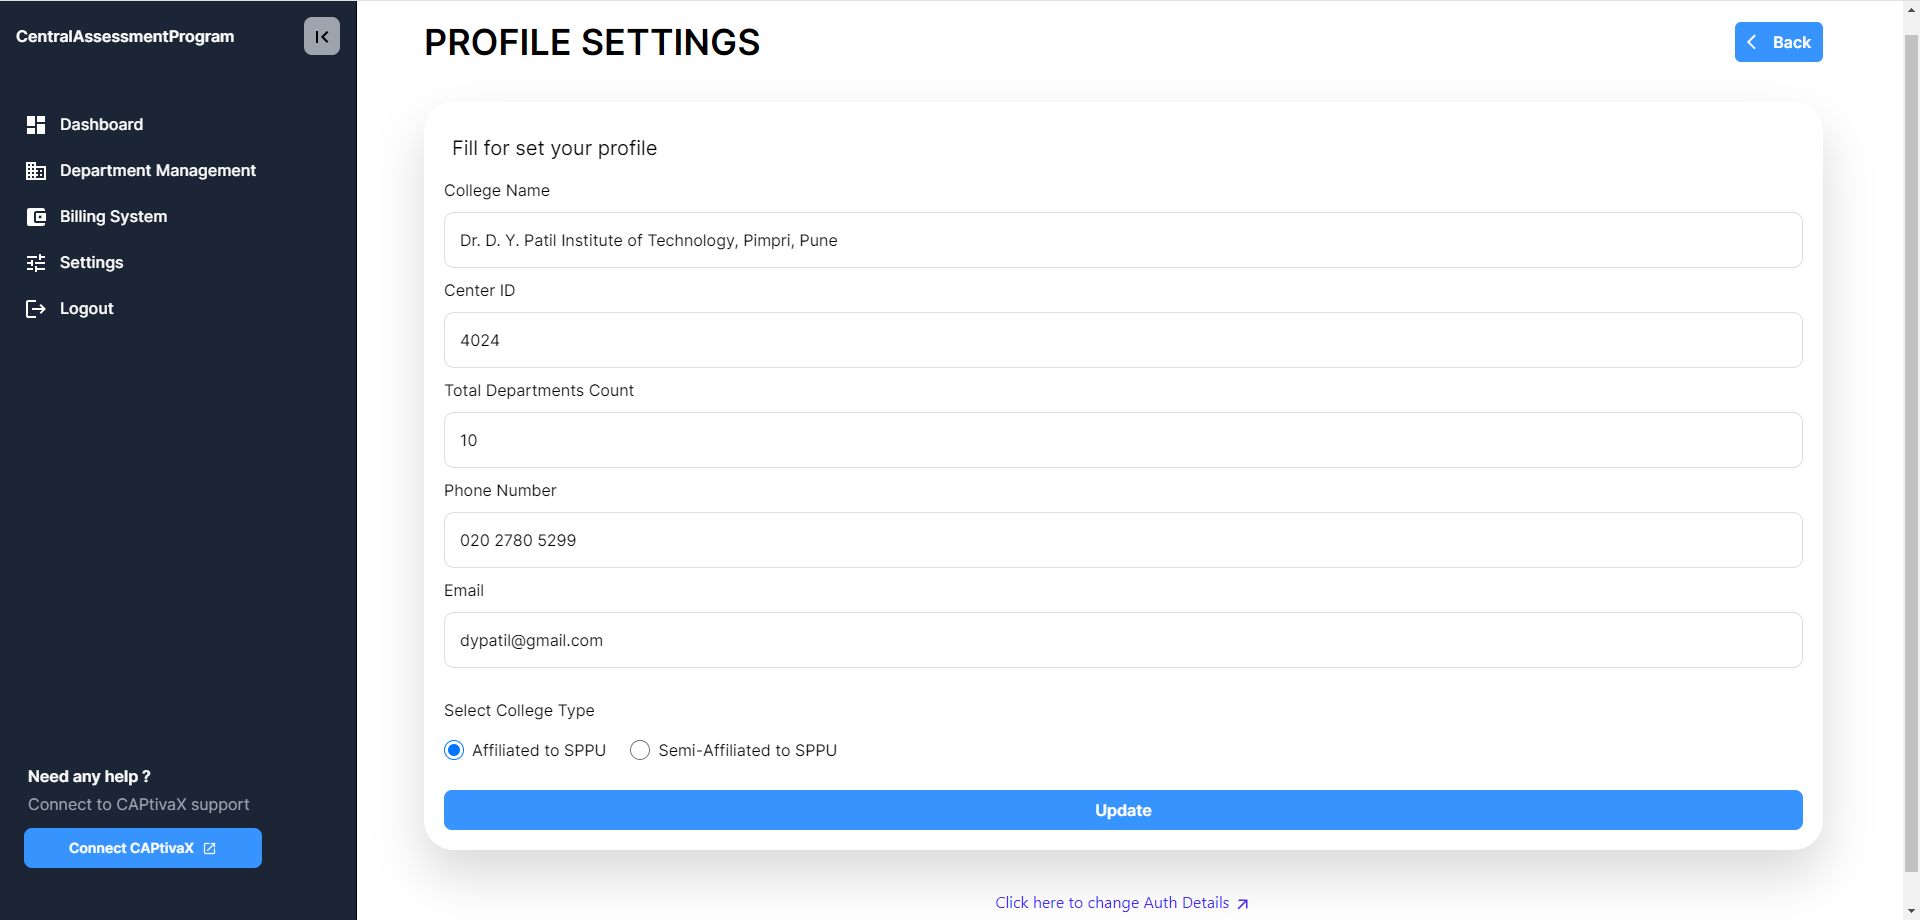 CentralAssessmentProgram
Dashboard
Department Management
Billing System
Settings
Logout
Need any help ?
Connect to CAPtivaX support
Connect CAPtivaX
PROFILE SETTINGS
Back
Fill for set your profile
College Name
Dr. D. Y. Patil Institute of Technology, Pimpri, Pune
Center ID
4024
Total Departments Count
10
Phone Number
020 2780 5299
Email
dypatil@gmail.com
Select College Type
Affiliated to SPPU
Semi-Affiliated to SPPU
Update
Click here to change Auth Details